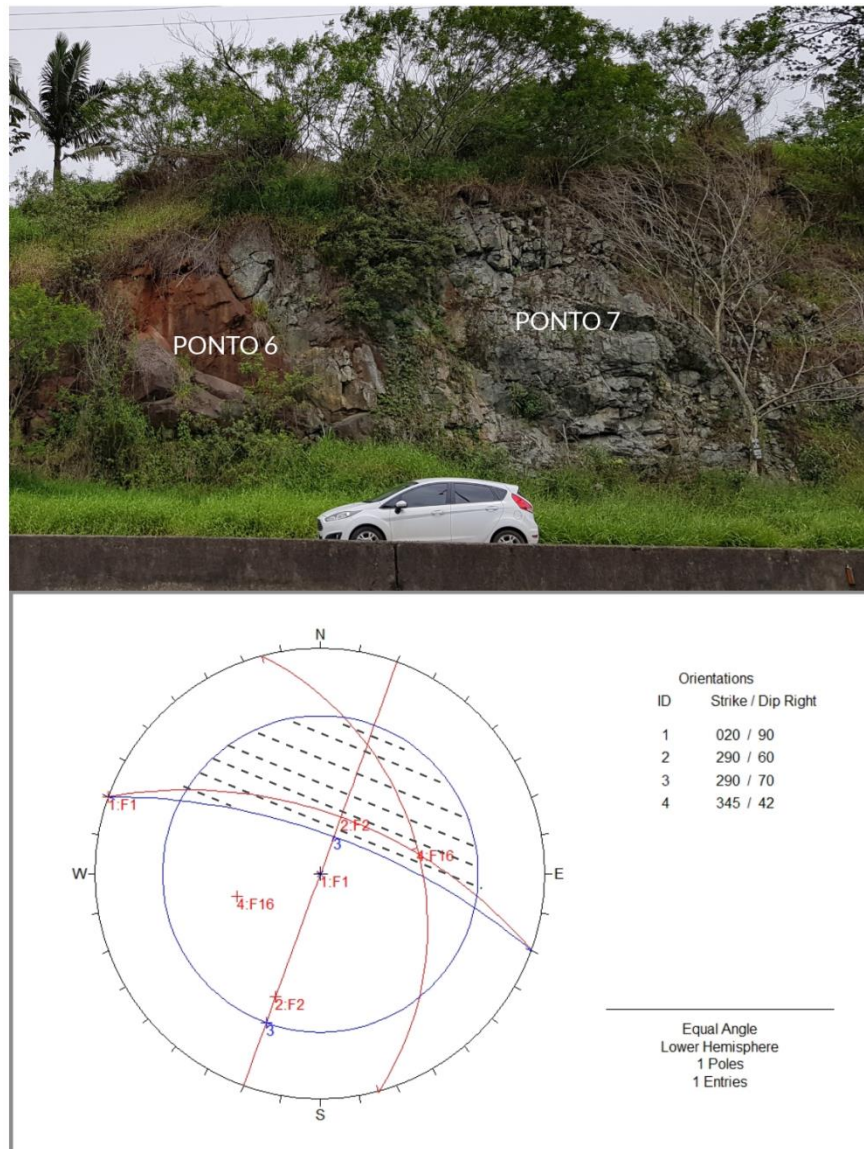 PONTO 6
PONTO 7
N
Orientations
ID Strike / Dip Right
1 020 / 90
2 290 / 60
3 290 / 70
4 345 / 42
1:F1
2:F2
3
4:F16
W
E
1:F1
4:F16
2:F2
3
S
Equal Angle
Lower Hemisphere
1 Poles
1 Entries